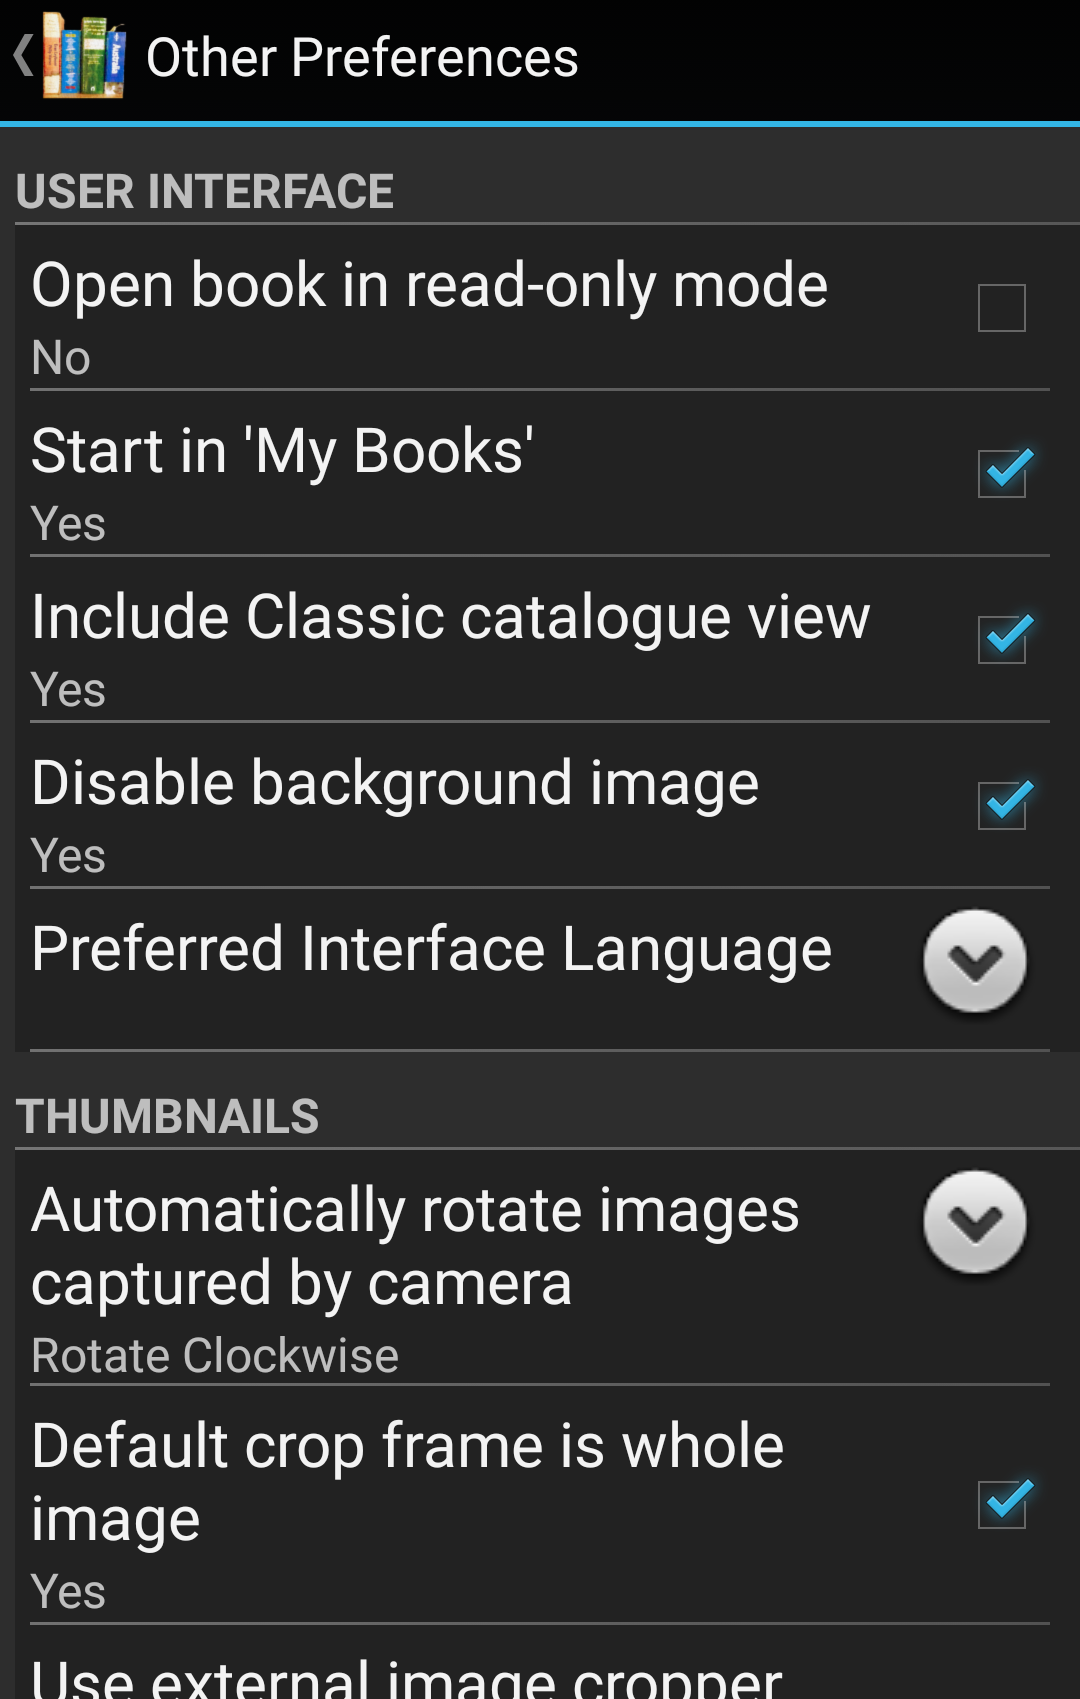 Other Preferences
USER INTERFACE
Open book in read-only mode
No
Start in 'My Books'
Yes
Include Classic catalogue view
Yes
Disable background image
Yes
Preferred Interface Language
THUMBNAILS
Automatically rotate images
captured by camera
Rotate Clockwise
Default crop frame is whole
image
Yes
Use external image cropper